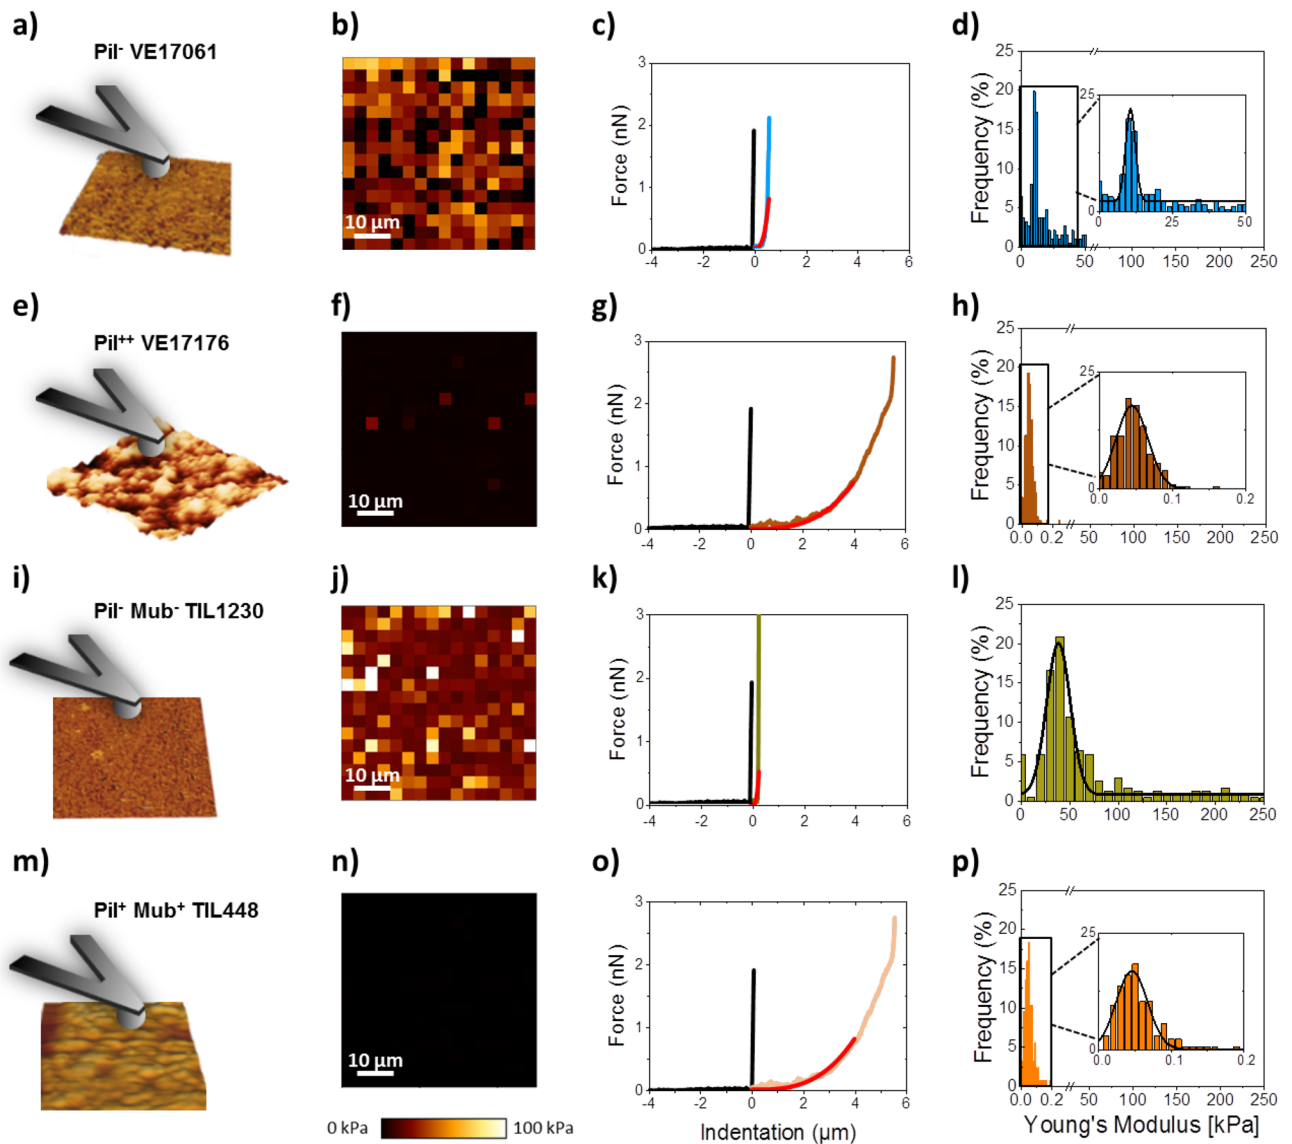 a)
Pil⁻ VE17061
b)
10 µm
c)
Force (nN)
3
2
1
0
-4 -2 0 2 4 6
d)
Frequency (%)
25
20
15
10
5
0
0 50 100 150 200 250
25
0
0 25 50
e)
Pil⁺⁺ VE17176
f)
10 µm
g)
Force (nN)
3
2
1
0
-4 -2 0 2 4 6
h)
Frequency (%)
25
20
15
10
5
0
0.0 0.2 50 100 150 200 250
25
0
0.0 0.1 0.2
i)
Pil⁻ Mub⁻ TIL1230
j)
10 µm
k)
Force (nN)
3
2
1
0
-4 -2 0 2 4 6
l)
Frequency (%)
25
20
15
10
5
0
0 50 100 150 200 250
m)
Pil⁺ Mub⁺ TIL448
n)
10 µm
0 kPa 100 kPa
o)
Force (nN)
3
2
1
0
-4 -2 0 2 4 6
Indentation (µm)
p)
Frequency (%)
25
20
15
10
5
0
0.0 0.2 50 100 150 200 250
25
0
0.0 0.1 0.2
Young's Modulus [kPa]